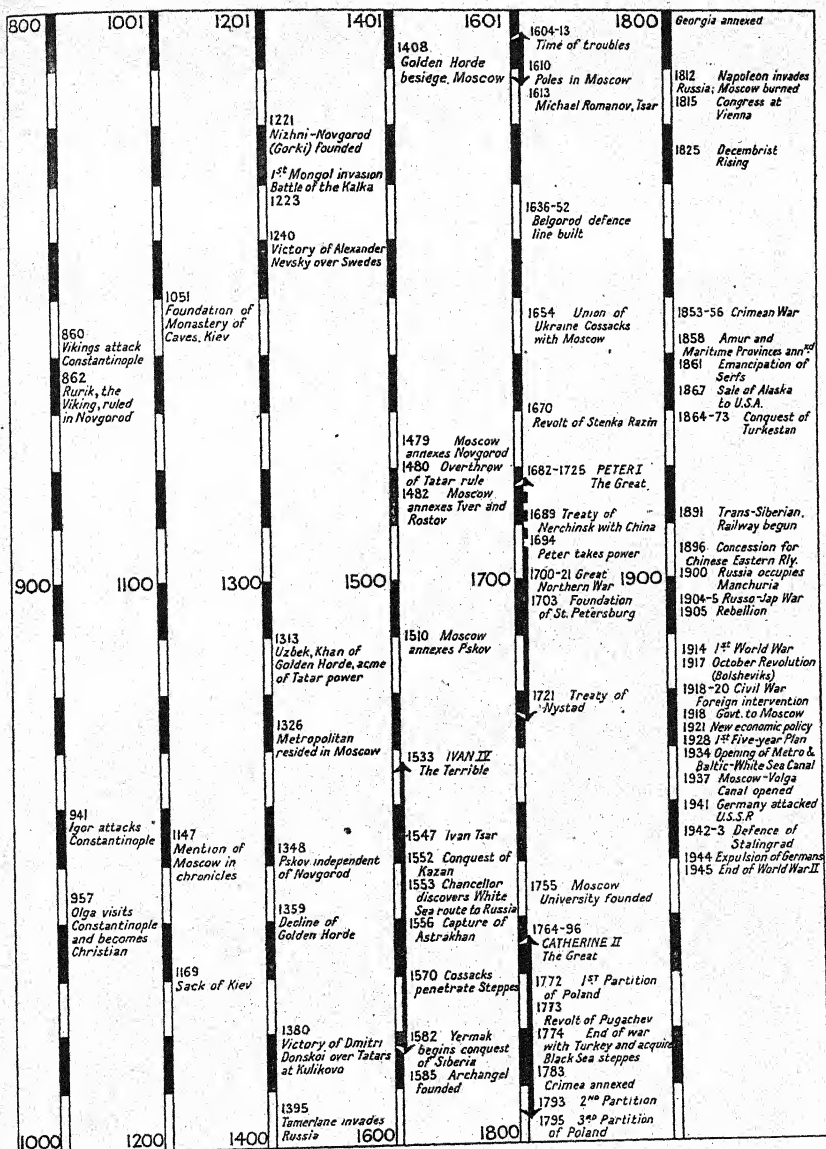 800
860
Vikings attack
Constantinople
862
Rurik, the
Viking, ruled
in Novgorod
900
941
Igor attacks
Constantinople
957
Olga visits
Constantinople
and becomes
Christian
1000
1001
1051
Foundation of
Monastery of
Caves, Kiev
1100
1147
Mention of
Moscow in
chronicles
1169
Sack of Kiev
1200
1201
1221
Nizhni-Novgorod
(Gorki) founded
1st Mongol invasion
Battle of the Kalka
1223
1240
Victory of Alexander
Nevsky over Swedes
1300
1313
Uzbek, Khan of
Golden Horde, acme
of Tatar power
1326
Metropolitan
resided in Moscow
1348
Pskov independent
of Novgorod
1359
Decline of
Golden Horde
1380
Victory of Dmitri
Donskoi over Tatars
at Kulikovo
1395
Tamerlane invades
Russia
1400
1401
1408
Golden Horde
besiege, Moscow
1479 Moscow
annexes Novgorod
1480 Overthrow
of Tatar rule
1482 Moscow
annexes Tver and
Rostov
1500
1510 Moscow
annexes Pskov
1533 IVAN IV
The Terrible
1547 Ivan Tsar
1552 Conquest of
Kazan
1553 Chancellor
discovers White
Sea route to Russia
1556 Capture of
Astrakhan
1570 Cossacks
penetrate Steppes
1582 Yermak
begins conquest
of Siberia
1585 Archangel
founded
1600
1601
1604-13
Time of troubles
1610
Poles in Moscow
1613
Michael Romanov, Tsar
1636-52
Belgorod defence
line built
1654 Union of
Ukraine Cossacks
with Moscow
1670
Revolt of Stenka Razin
1682-1725 PETER I
The Great
1689 Treaty of
Nerchinsk with China
1694
Peter takes power
1700
1700-21 Great
Northern War
1703 Foundation
of St. Petersburg
1721 Treaty of
Nystad
1755 Moscow
University founded
1764-96
CATHERINE II
The Great
1772 1ST Partition
of Poland
1773
Revolt of Pugachev
1774 End of war
with Turkey and acquire
Black Sea steppes
1783
Crimea annexed
1793 2ND Partition
1795 3RD Partition
of Poland
1800
1800
Georgia annexed
1812 Napoleon invades
Russia; Moscow burned
1815 Congress at
Vienna
1825 Decembrist
Rising
1853-56 Crimean War
1858 Amur and
Maritime Provinces annxd
1861 Emancipation of
Serfs
1867 Sale of Alaska
to U.S.A.
1864-73 Conquest of
Turkestan
1891 Trans-Siberian.
Railway begun
1896 Concession for
Chinese Eastern Rly.
1900
1900 Russia occupies
Manchuria
1904-5 Russo-Jap War
1905 Rebellion
1914 1st World War
1917 October Revolution
(Bolsheviks)
1918-20 Civil War
Foreign intervention
1918 Govt. to Moscow
1921 New economic policy
1928 1st Five-year Plan
1934 Opening of Metro &
Baltic-White Sea Canal
1937 Moscow-Volga
Canal opened
1941 Germany attacked
U.S.S.R
1942-3 Defence of
Stalingrad
1944 Expulsion of Germans
1945 End of World War II